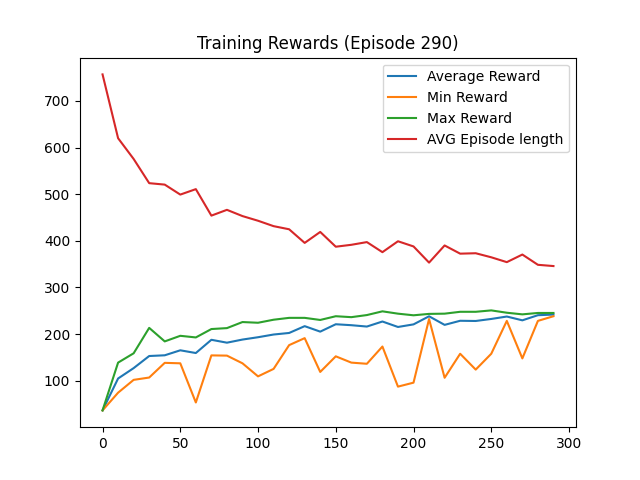 Training Rewards (Episode 290)
Average Reward
Min Reward
Max Reward
AVG Episode length
700
600
500
400
300
200
100
0 50 100 150 200 250 300